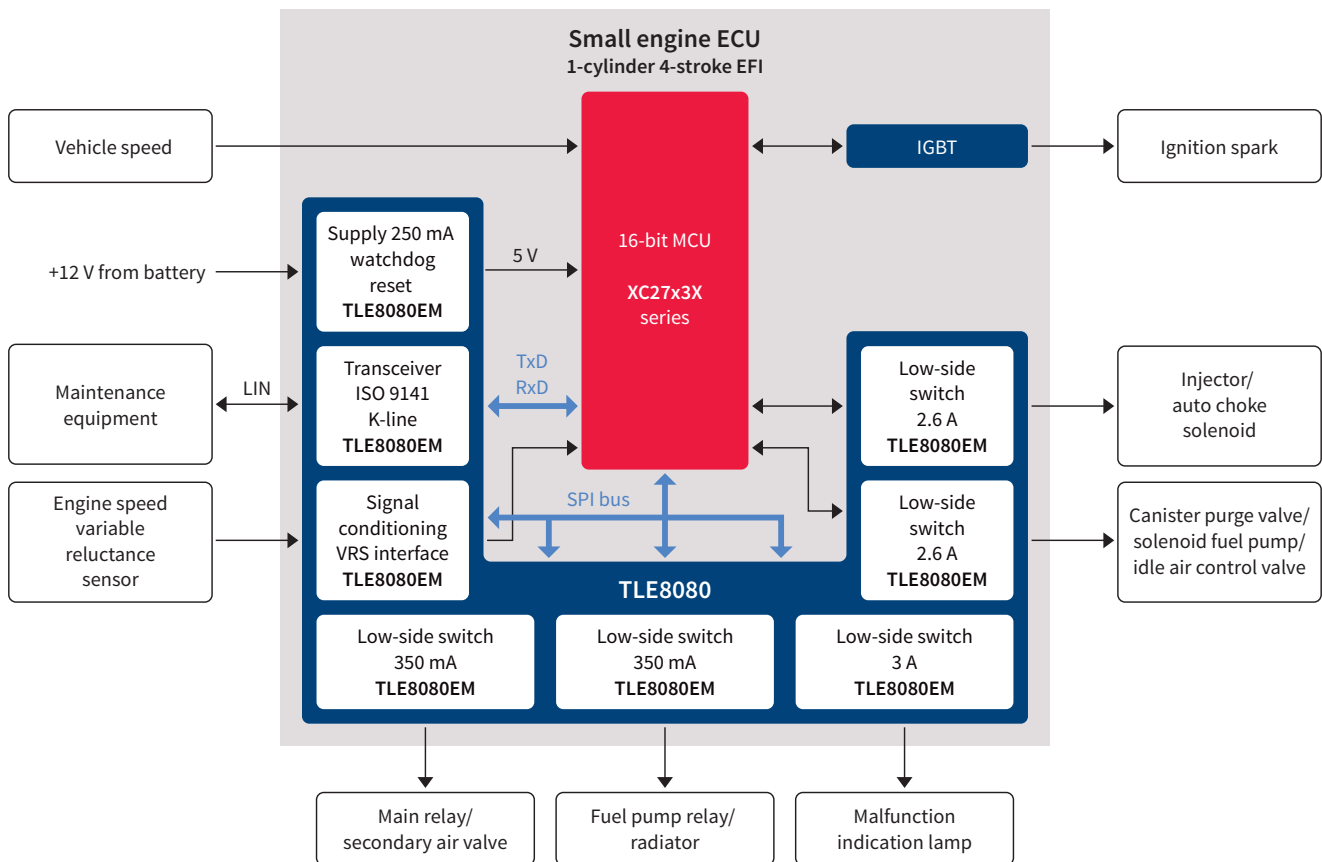 Small engine ECU
1-cylinder 4-stroke EFI
Vehicle speed
IGBT
Ignition spark
+12 V from battery
Supply 250 mA
watchdog
reset
TLE8080EM
5 V
16-bit MCU
XC27x3X
series
Maintenance
equipment
LIN
Transceiver
ISO 9141
K-line
TLE8080EM
TxD
RxD
Low-side
switch
2.6 A
TLE8080EM
Injector/
auto choke
solenoid
Engine speed
variable
reluctance
sensor
Signal
conditioning
VRS interface
TLE8080EM
SPI bus
Low-side
switch
2.6 A
TLE8080EM
Canister purge valve/
solenoid fuel pump/
idle air control valve
TLE8080
Low-side switch
350 mA
TLE8080EM
Low-side switch
350 mA
TLE8080EM
Low-side switch
3 A
TLE8080EM
Main relay/
secondary air valve
Fuel pump relay/
radiator
Malfunction
indication lamp